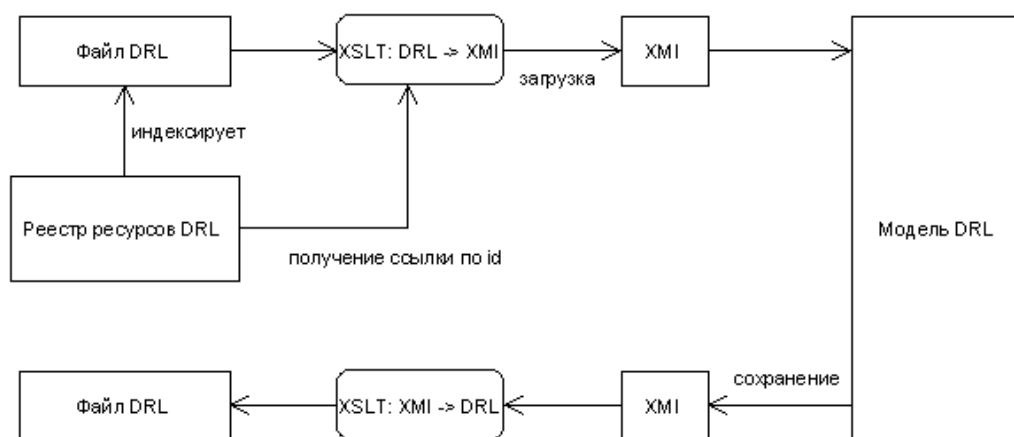 Файл DRL
XSLT: DRL -> XMI
XMI
загрузка
индексирует
Реестр ресурсов DRL
Модель DRL
получение ссылки по id
сохранение
Файл DRL
XSLT: XMI -> DRL
XMI